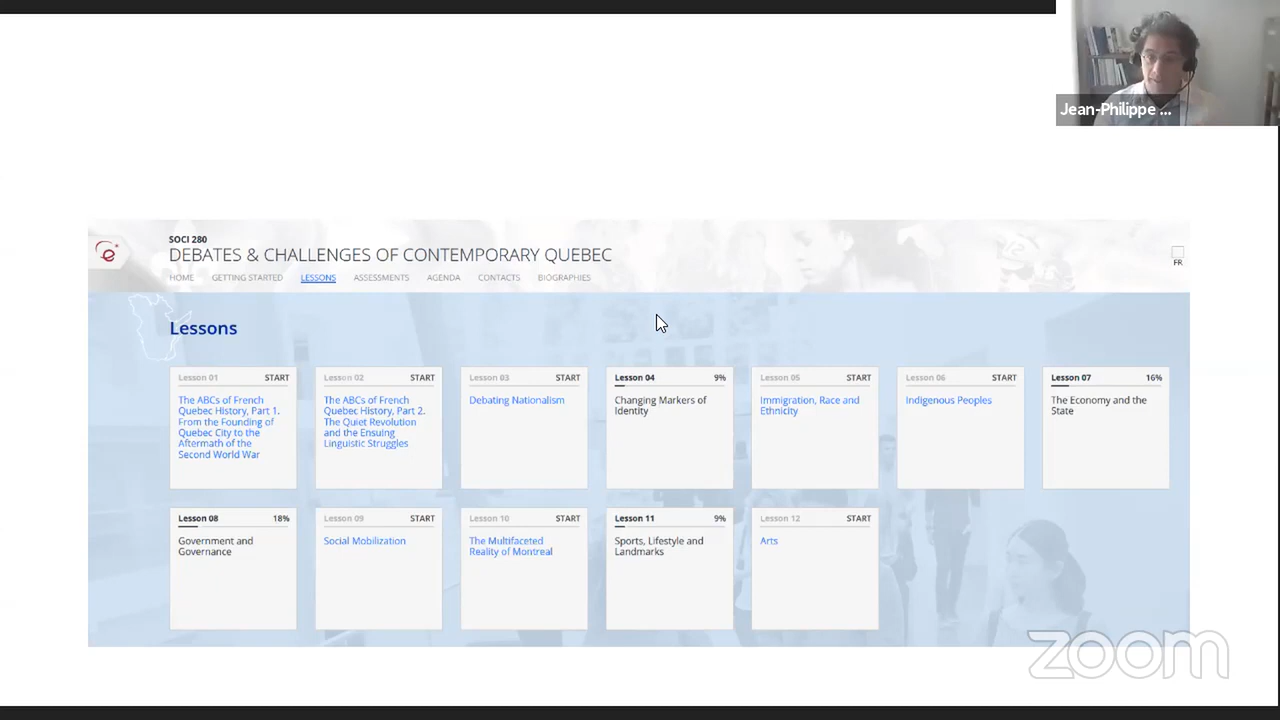 Jean-Philippe ...
SOCI 280
DEBATES & CHALLENGES OF CONTEMPORARY QUEBEC
HOME GETTING STARTED LESSONS ASSESSMENTS AGENDA CONTACTS BIOGRAPHIES
FR
Lessons
Lesson 01 START
The ABCs of French
Quebec History, Part 1.
From the Founding of
Quebec City to the
Aftermath of the
Second World War
Lesson 02 START
The ABCs of French
Quebec History, Part 2.
The Quiet Revolution
and the Ensuing
Linguistic Struggles
Lesson 03 START
Debating Nationalism
Lesson 04 9%
Changing Markers of
Identity
Lesson 05 START
Immigration, Race and
Ethnicity
Lesson 06 START
Indigenous Peoples
Lesson 07 16%
The Economy and the
State
Lesson 08 18%
Government and
Governance
Lesson 09 START
Social Mobilization
Lesson 10 START
The Multifaceted
Reality of Montreal
Lesson 11 9%
Sports, Lifestyle and
Landmarks
Lesson 12 START
Arts
zoom